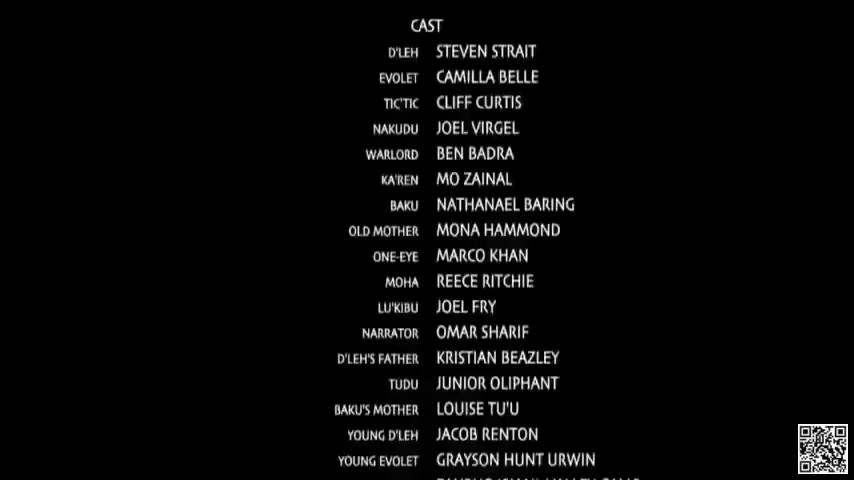 CAST
D'LEH STEVEN STRAIT
EVOLET CAMILLA BELLE
TIC'TIC CLIFF CURTIS
NAKUDU JOEL VIRGEL
WARLORD BEN BADRA
KA'REN MO ZAINAL
BAKU NATHANAEL BARING
OLD MOTHER MONA HAMMOND
ONE-EYE MARCO KHAN
MOHA REECE RITCHIE
LU'KIBU JOEL FRY
NARRATOR OMAR SHARIF
D'LEH'S FATHER KRISTIAN BEAZLEY
TUDU JUNIOR OLIPHANT
BAKU'S MOTHER LOUISE TU'U
YOUNG D'LEH JACOB RENTON
YOUNG EVOLET GRAYSON HUNT URWIN